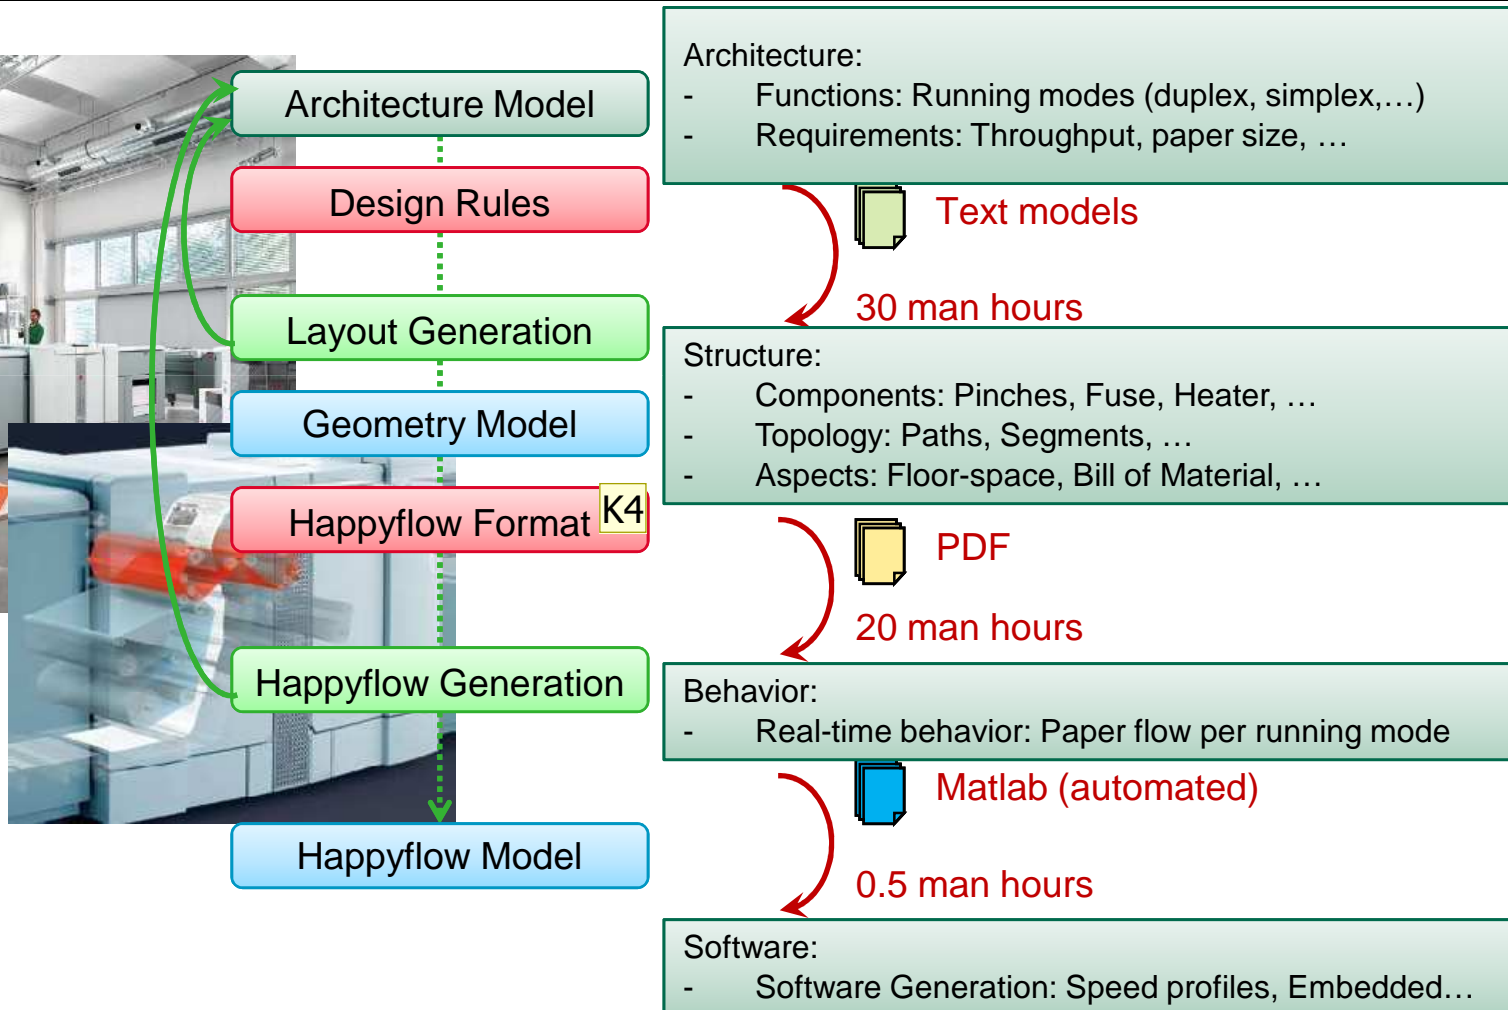 Architecture Model
Design Rules
Layout Generation
Geometry Model
Happyflow Format
K4
Happyflow Generation
Happyflow Model
Architecture:
- Functions: Running modes (duplex, simplex,…)
- Requirements: Throughput, paper size, …
Text models
30 man hours
Structure:
- Components: Pinches, Fuse, Heater, …
- Topology: Paths, Segments, …
- Aspects: Floor-space, Bill of Material, …
PDF
20 man hours
Behavior:
- Real-time behavior: Paper flow per running mode
Matlab (automated)
0.5 man hours
Software:
- Software Generation: Speed profiles, Embedded…